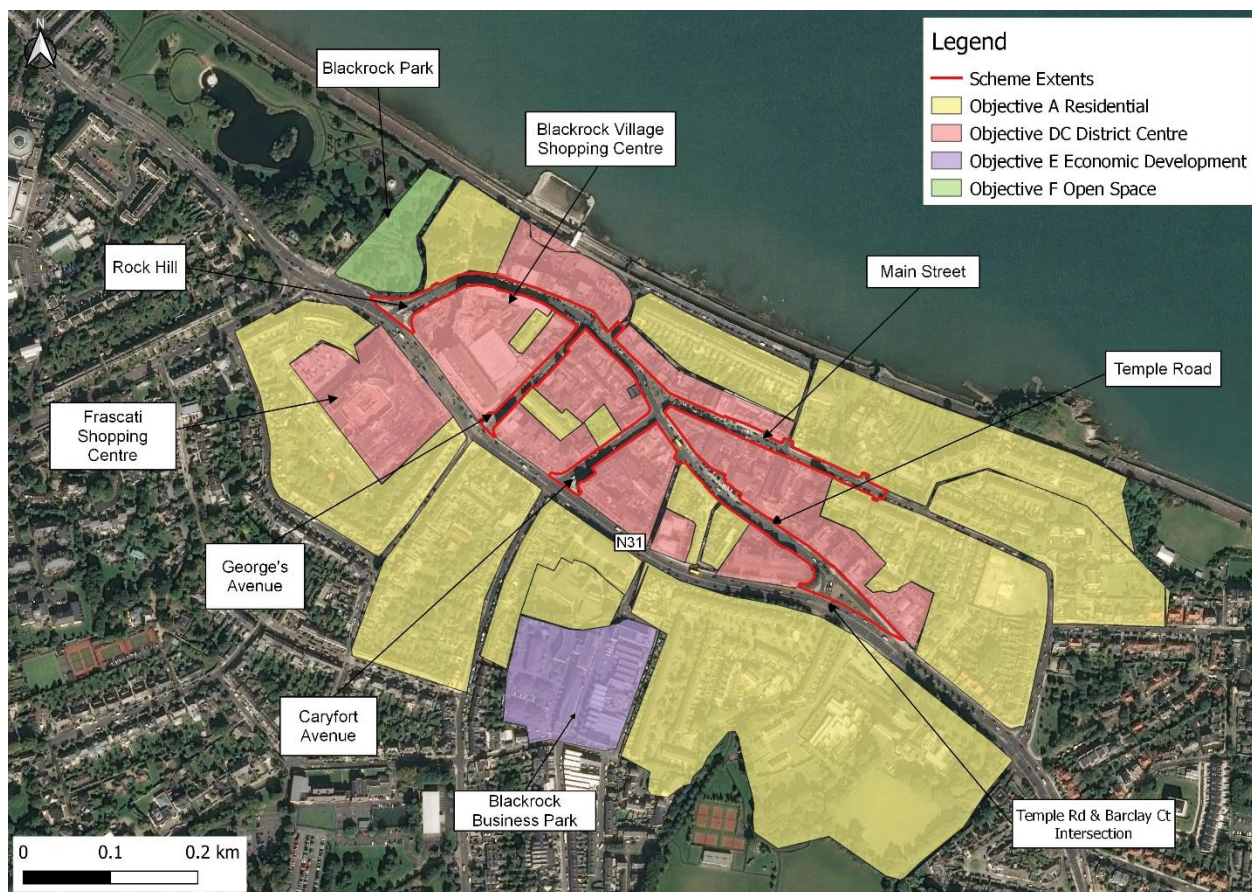 N
Blackrock Park
Blackrock Village
Shopping Centre
Legend
Scheme Extents
Objective A Residential
Objective DC District Centre
Objective E Economic Development
Objective F Open Space
Rock Hill
Main Street
Temple Road
Frascati
Shopping
Centre
N31
George's
Avenue
Caryfort
Avenue
Blackrock
Business Park
Temple Rd & Barclay Ct
Intersection
0 0.1 0.2 km